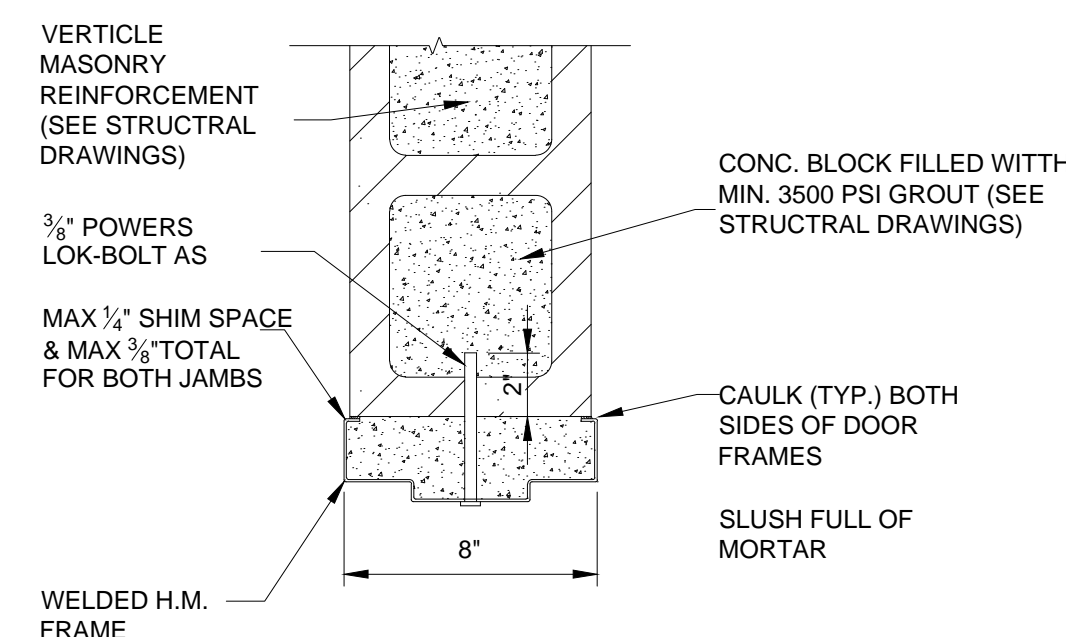 VERTICLE
MASONRY
REINFORCEMENT
(SEE STRUCTRAL
DRAWINGS)
⅜" POWERS
LOK-BOLT AS
MAX ¼" SHIM SPACE
& MAX ⅜"TOTAL
FOR BOTH JAMBS
WELDED H.M.
FRAME
2"
8"
CONC. BLOCK FILLED WITTH
MIN. 3500 PSI GROUT (SEE
STRUCTRAL DRAWINGS)
CAULK (TYP.) BOTH
SIDES OF DOOR
FRAMES
SLUSH FULL OF
MORTAR